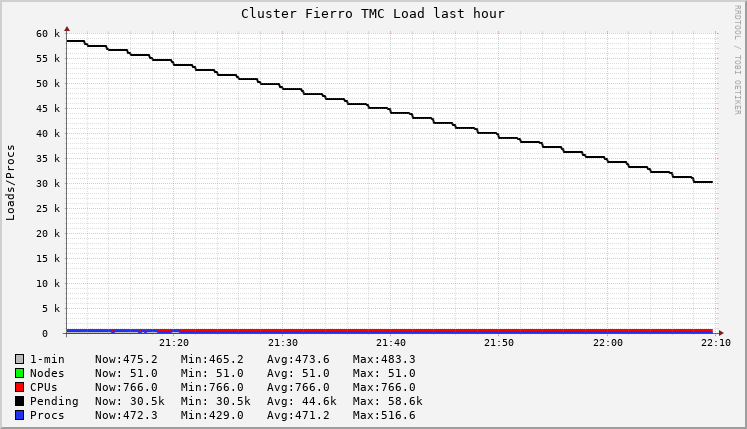 Cluster Fierro TMC Load last hour
RRDTOOL / TOBI OETIKER
Loads/Procs
60 k
55 k
50 k
45 k
40 k
35 k
30 k
25 k
20 k
15 k
10 k
5 k
0
21:20 21:30 21:40 21:50 22:00 22:10
1-min Now:475.2 Min:465.2 Avg:473.6 Max:483.3
Nodes Now: 51.0 Min: 51.0 Avg: 51.0 Max: 51.0
CPUs Now:766.0 Min:766.0 Avg:766.0 Max:766.0
Pending Now: 30.5k Min: 30.5k Avg: 44.6k Max: 58.6k
Procs Now:472.3 Min:429.0 Avg:471.2 Max:516.6